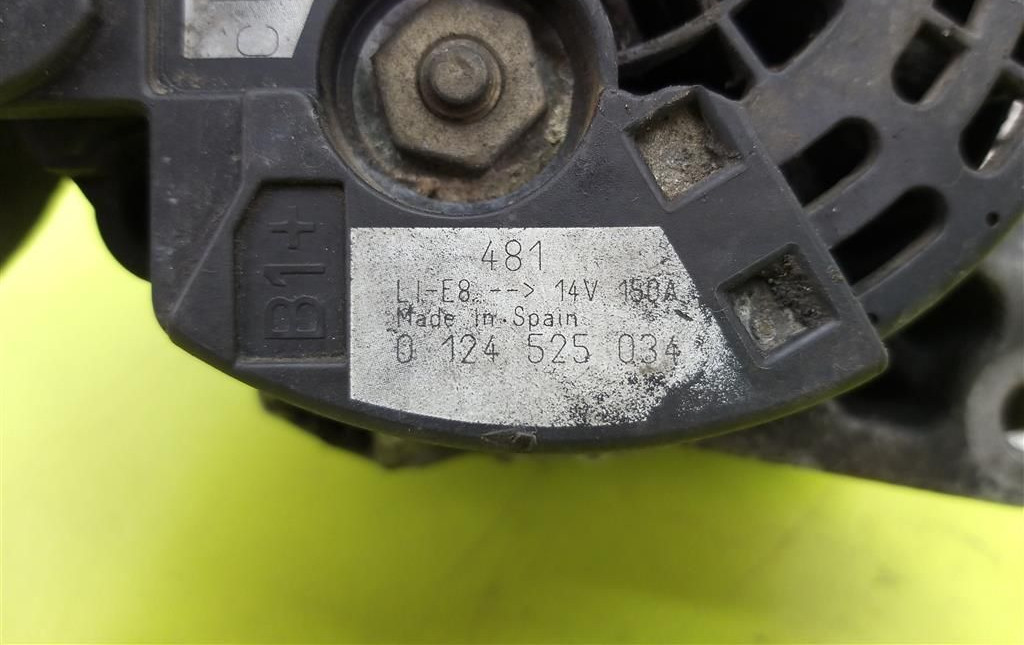 B1+
481
LI-E8 --> 14V 150A
Made In Spain
0 124 525 034